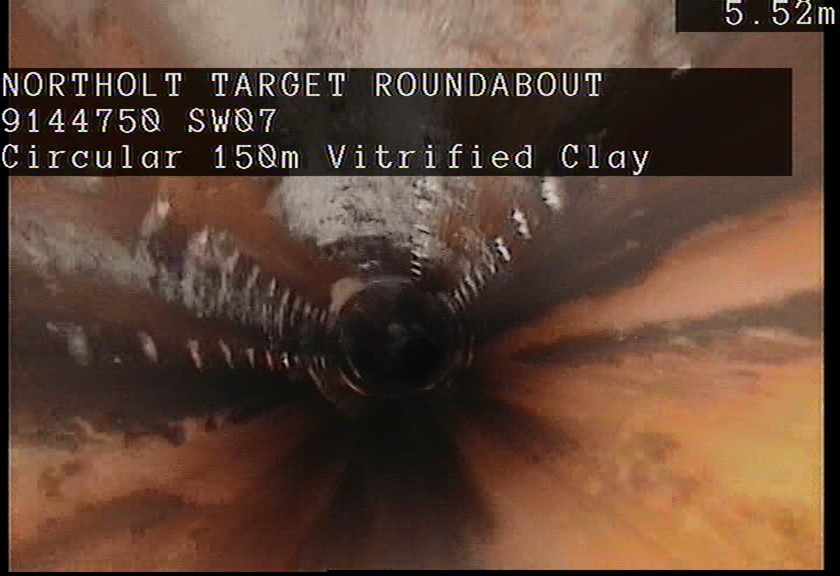 5.52m
NORTHOLT TARGET ROUNDABOUT
9144750 SW07
Circular 150m Vitrified Clay